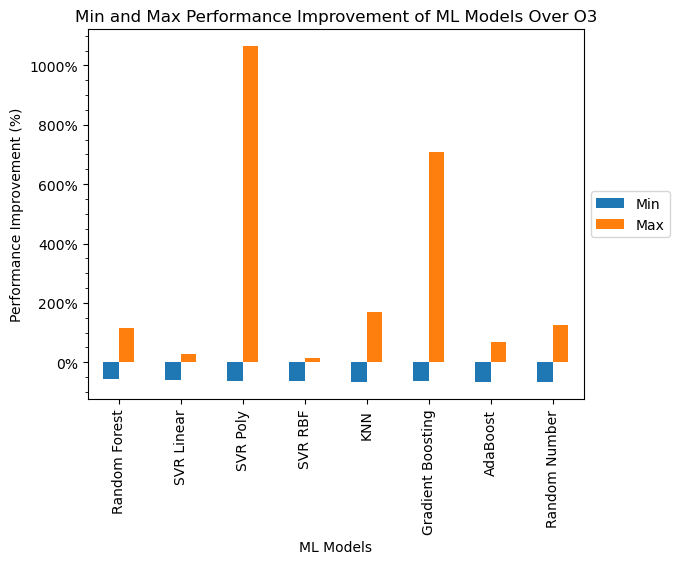 Min and Max Performance Improvement of ML Models Over O3
Performance Improvement (%)
1000%
800%
600%
400%
200%
0%
Min
Max
Random Forest
SVR Linear
SVR Poly
SVR RBF
KNN
Gradient Boosting
AdaBoost
Random Number
ML Models